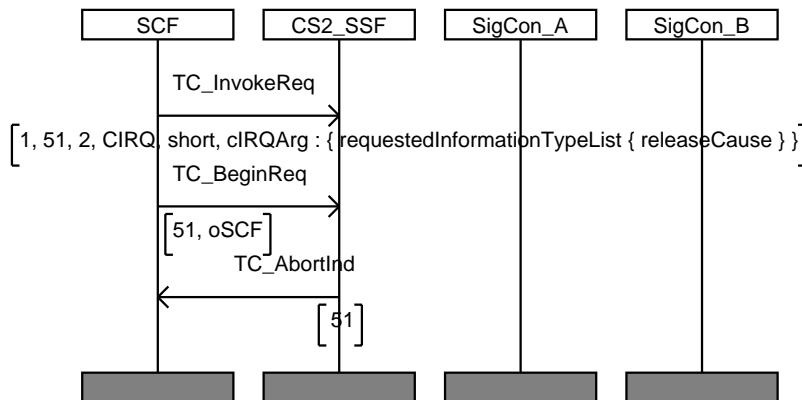 SCF CS2_SSF SigCon_A SigCon_B
TC_InvokeReq
1, 51, 2, CIRQ, short, cIRQArg : { requestedInformationTypeList { releaseCause } }
TC_BeginReq
51, oSCF
TC_AbortInd
51